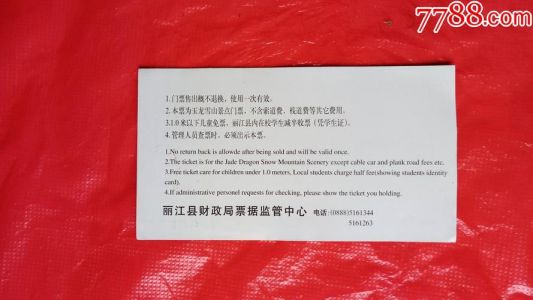 7788.com
1.门票售出概不退换，使用一次有效。
2.本票为玉龙雪山景点门票，不含索道费、栈道费等其它费用。
3.1.0米以下儿童免票，丽江县内在校学生减半收票（凭学生证）。
4.管理人员查票时，必须出示本票。
1.No return back is allowde after being sold and will be valid once.
2.The ticket is for the Jade Dragon Snow Mountain Scenery except cable car and plank road fees etc.
3.Free ticket care for children under 1.0 meters, Local students charge half fee(showing students identity
card).
4.If administrative personel requests for checking, please show the ticket you holding.
丽江县财政局票据监管中心 电话:(0888)5161344
5161263